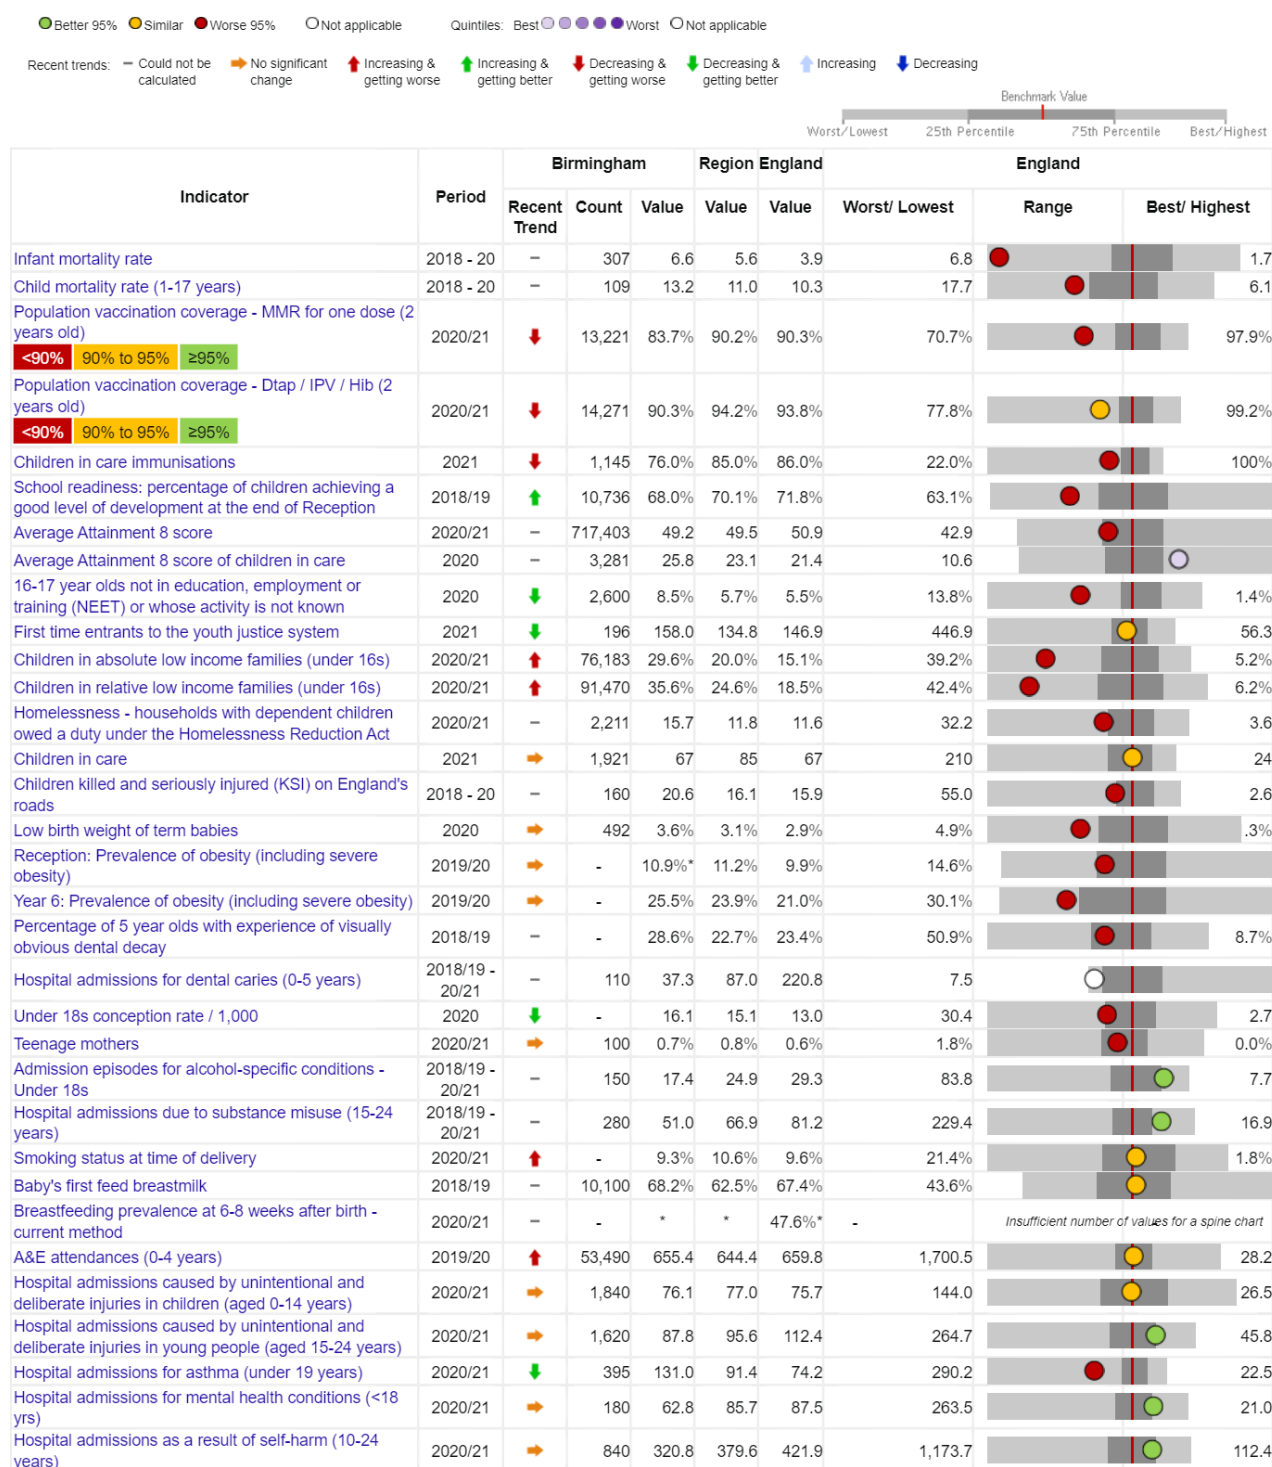 Better 95% Similar Worse 95% Not applicable Quintiles: Best Worst Not applicable
Recent trends: – Could not be calculated No significant change Increasing & getting worse Increasing & getting better Decreasing & getting worse Decreasing & getting better Increasing Decreasing
Benchmark Value
Worst/Lowest 25th Percentile 75th Percentile Best/Highest
Birmingham Region England England
Indicator Period Recent Trend Count Value Value Value Worst/ Lowest Range Best/ Highest
Infant mortality rate 2018 - 20 – 307 6.6 5.6 3.9 6.8 1.7
Child mortality rate (1-17 years) 2018 - 20 – 109 13.2 11.0 10.3 17.7 6.1
Population vaccination coverage - MMR for one dose (2
years old) 2020/21 13,221 83.7% 90.2% 90.3% 70.7% 97.9%
<90% 90% to 95% ≥95%
Population vaccination coverage - Dtap / IPV / Hib (2
years old) 2020/21 14,271 90.3% 94.2% 93.8% 77.8% 99.2%
<90% 90% to 95% ≥95%
Children in care immunisations 2021 1,145 76.0% 85.0% 86.0% 22.0% 100%
School readiness: percentage of children achieving a
good level of development at the end of Reception 2018/19 10,736 68.0% 70.1% 71.8% 63.1%
Average Attainment 8 score 2020/21 – 717,403 49.2 49.5 50.9 42.9
Average Attainment 8 score of children in care 2020 – 3,281 25.8 23.1 21.4 10.6
16-17 year olds not in education, employment or
training (NEET) or whose activity is not known 2020 2,600 8.5% 5.7% 5.5% 13.8% 1.4%
First time entrants to the youth justice system 2021 196 158.0 134.8 146.9 446.9 56.3
Children in absolute low income families (under 16s) 2020/21 76,183 29.6% 20.0% 15.1% 39.2% 5.2%
Children in relative low income families (under 16s) 2020/21 91,470 35.6% 24.6% 18.5% 42.4% 6.2%
Homelessness - households with dependent children
owed a duty under the Homelessness Reduction Act 2020/21 – 2,211 15.7 11.8 11.6 32.2 3.6
Children in care 2021 1,921 67 85 67 210 24
Children killed and seriously injured (KSI) on England's
roads 2018 - 20 – 160 20.6 16.1 15.9 55.0 2.6
Low birth weight of term babies 2020 492 3.6% 3.1% 2.9% 4.9% .3%
Reception: Prevalence of obesity (including severe
obesity) 2019/20 - 10.9%* 11.2% 9.9% 14.6%
Year 6: Prevalence of obesity (including severe obesity) 2019/20 - 25.5% 23.9% 21.0% 30.1%
Percentage of 5 year olds with experience of visually
obvious dental decay 2018/19 – - 28.6% 22.7% 23.4% 50.9% 8.7%
Hospital admissions for dental caries (0-5 years) 2018/19 - 20/21 – 110 37.3 87.0 220.8 7.5
Under 18s conception rate / 1,000 2020 - 16.1 15.1 13.0 30.4 2.7
Teenage mothers 2020/21 100 0.7% 0.8% 0.6% 1.8% 0.0%
Admission episodes for alcohol-specific conditions -
Under 18s 2018/19 - 20/21 – 150 17.4 24.9 29.3 83.8 7.7
Hospital admissions due to substance misuse (15-24
years) 2018/19 - 20/21 – 280 51.0 66.9 81.2 229.4 16.9
Smoking status at time of delivery 2020/21 - 9.3% 10.6% 9.6% 21.4% 1.8%
Baby's first feed breastmilk 2018/19 – 10,100 68.2% 62.5% 67.4% 43.6%
Breastfeeding prevalence at 6-8 weeks after birth -
current method 2020/21 – - * * 47.6%* - Insufficient number of values for a spine chart
A&E attendances (0-4 years) 2019/20 53,490 655.4 644.4 659.8 1,700.5 28.2
Hospital admissions caused by unintentional and
deliberate injuries in children (aged 0-14 years) 2020/21 1,840 76.1 77.0 75.7 144.0 26.5
Hospital admissions caused by unintentional and
deliberate injuries in young people (aged 15-24 years) 2020/21 1,620 87.8 95.6 112.4 264.7 45.8
Hospital admissions for asthma (under 19 years) 2020/21 395 131.0 91.4 74.2 290.2 22.5
Hospital admissions for mental health conditions (<18
yrs) 2020/21 180 62.8 85.7 87.5 263.5 21.0
Hospital admissions as a result of self-harm (10-24
years) 2020/21 840 320.8 379.6 421.9 1,173.7 112.4